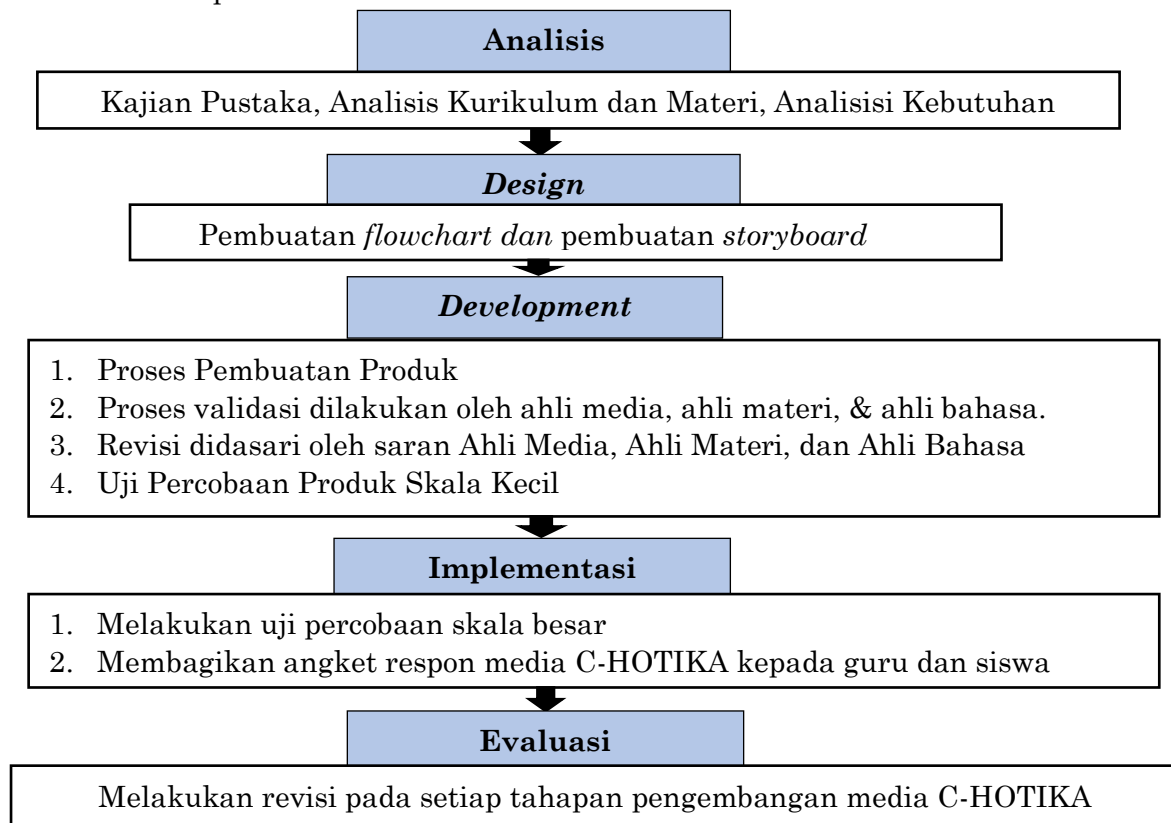 Analisis
Kajian Pustaka, Analisis Kurikulum dan Materi, Analisisi Kebutuhan
Design
Pembuatan flowchart dan pembuatan storyboard
Development
1. Proses Pembuatan Produk
2. Proses validasi dilakukan oleh ahli media, ahli materi, & ahli bahasa.
3. Revisi didasari oleh saran Ahli Media, Ahli Materi, dan Ahli Bahasa
4. Uji Percobaan Produk Skala Kecil
Implementasi
1. Melakukan uji percobaan skala besar
2. Membagikan angket respon media C-HOTIKA kepada guru dan siswa
Evaluasi
Melakukan revisi pada setiap tahapan pengembangan media C-HOTIKA